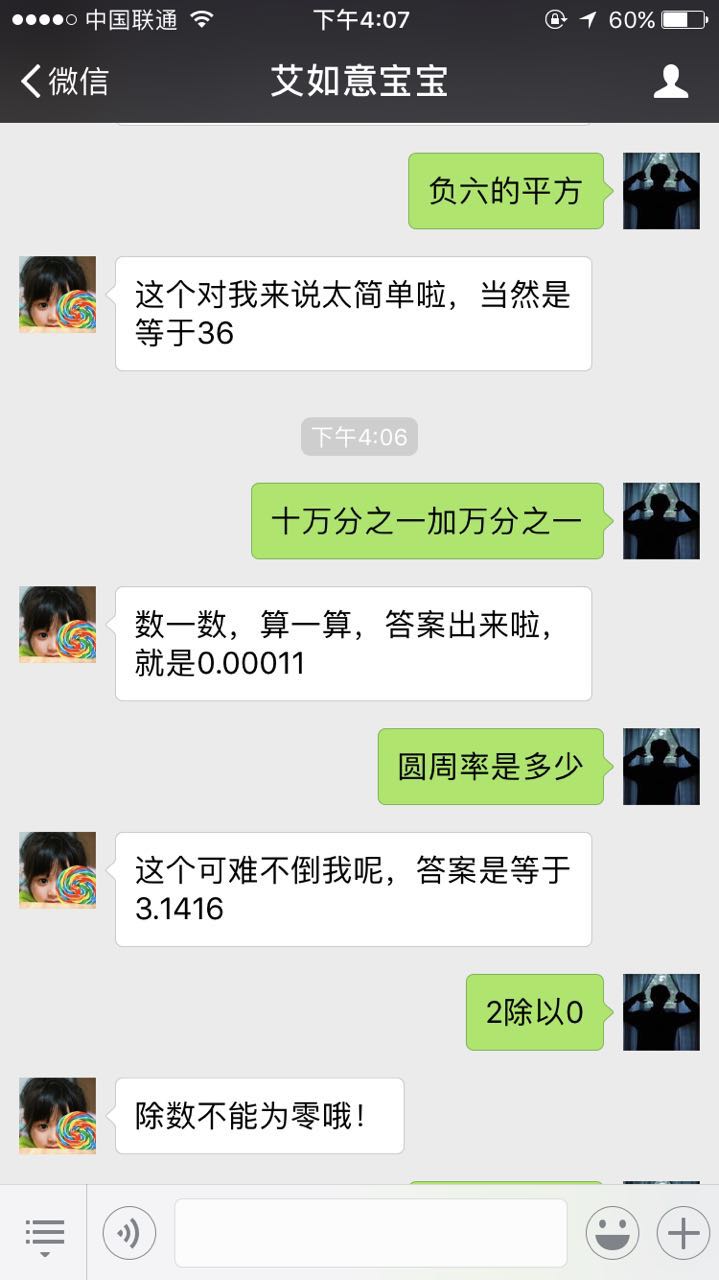 中国联通 下午4:07 60%
微信 艾如意宝宝
负六的平方
这个对我来说太简单啦，当然是
等于36
下午4:06
十万分之一加万分之一
数一数，算一算，答案出来啦，
就是0.00011
圆周率是多少
这个可难不倒我呢，答案是等于
3.1416
2除以0
除数不能为零哦！